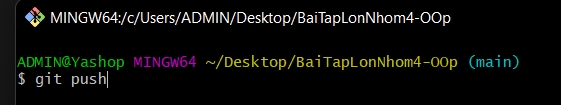 MINGW64:/c/Users/ADMIN/Desktop/BaiTapLonNhom4-OOp
ADMIN@Yashop MINGW64 ~/Desktop/BaiTapLonNhom4-OOp (main)
$ git push